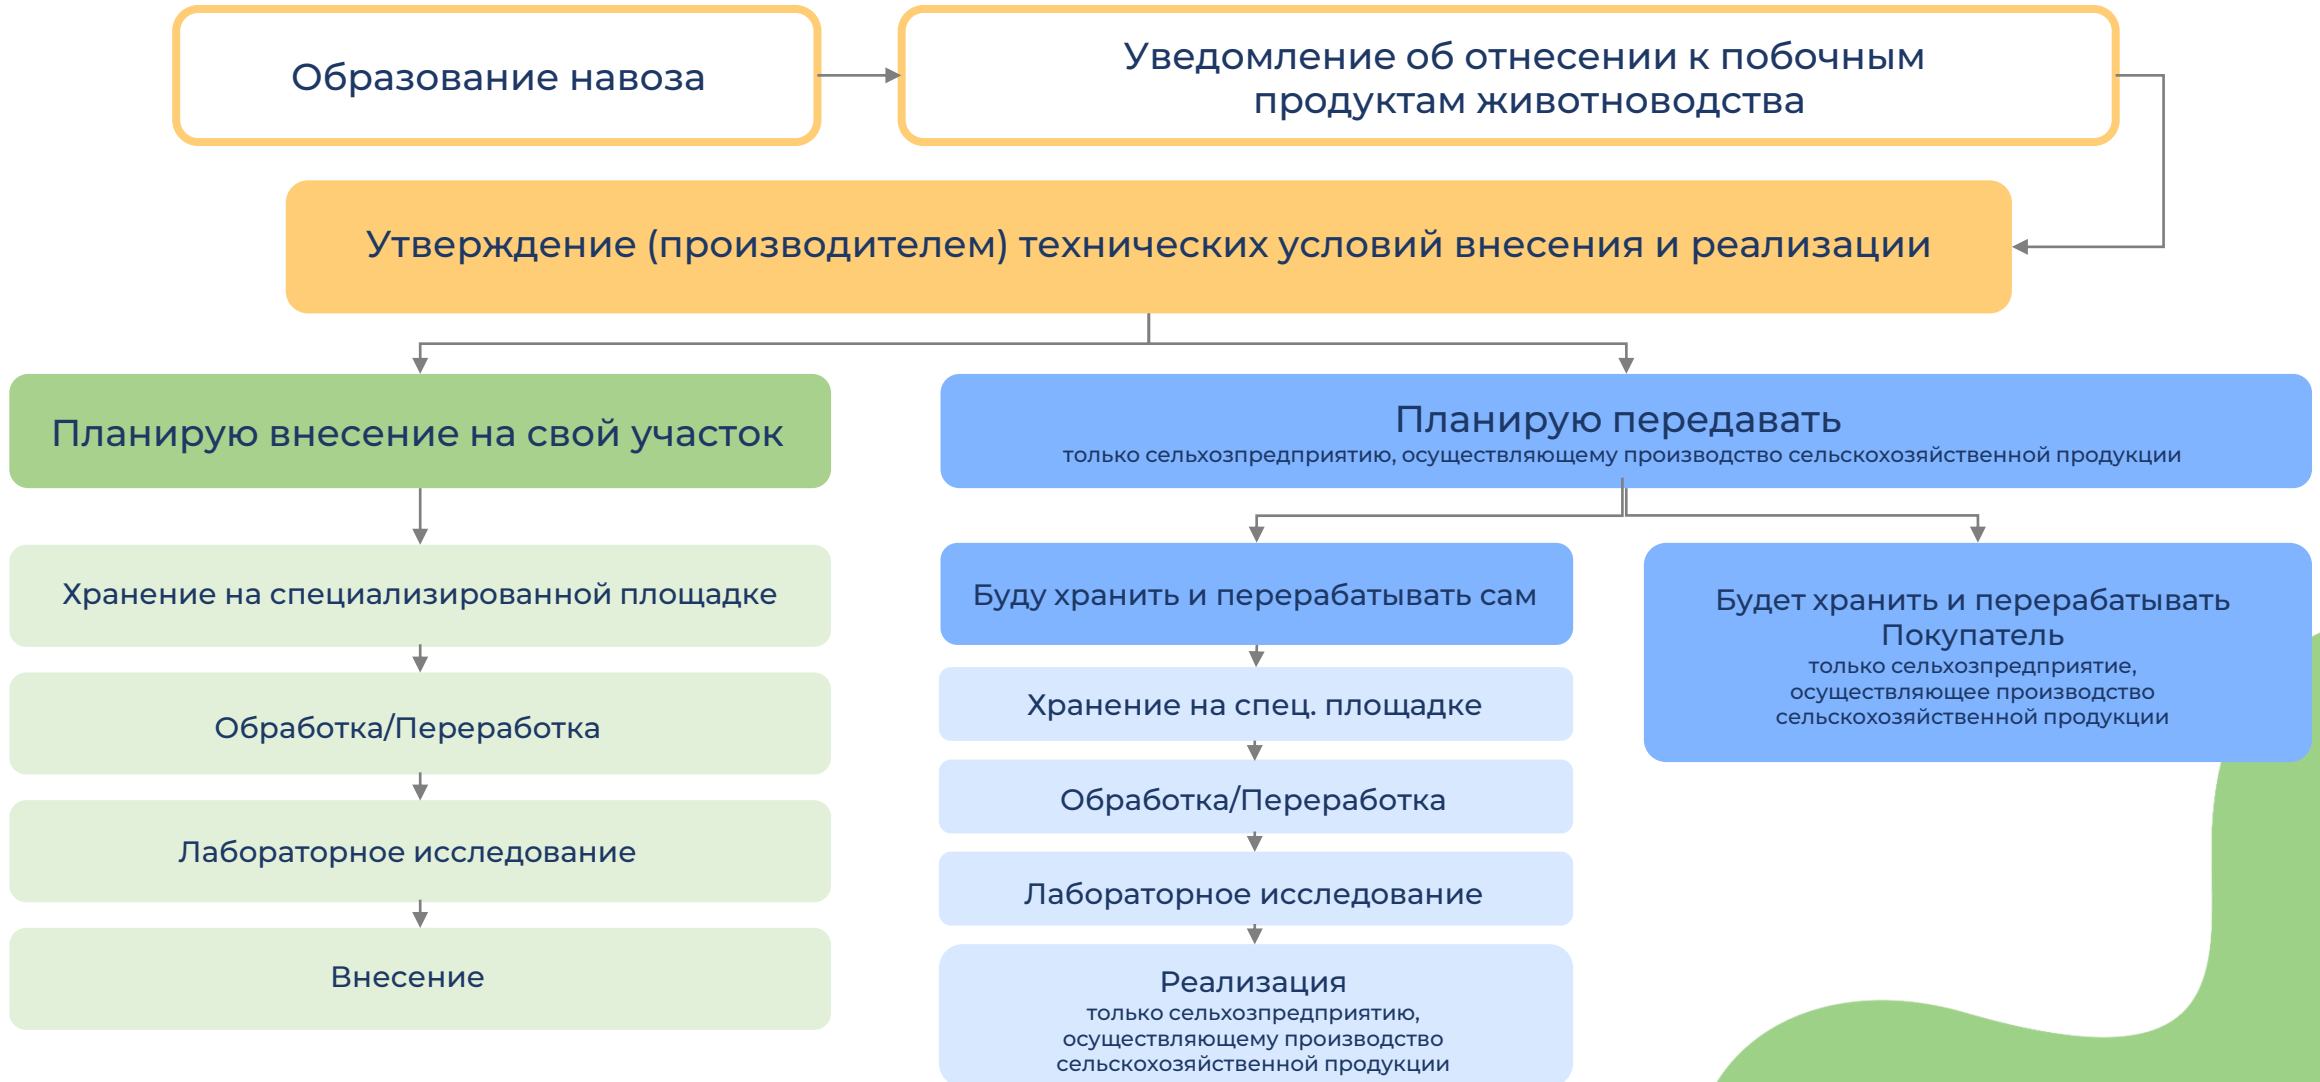 Образование навоза
Уведомление об отнесении к побочным
продуктам животноводства
Утверждение (производителем) технических условий внесения и реализации
Планирую внесение на свой участок
Хранение на специализированной площадке
Обработка/Переработка
Лабораторное исследование
Внесение
Планирую передавать
только сельхозпредприятию, осуществляющему производство сельскохозяйственной продукции
Буду хранить и перерабатывать сам
Хранение на спец. площадке
Обработка/Переработка
Лабораторное исследование
Реализация
только сельхозпредприятию,
осуществляющему производство
сельскохозяйственной продукции
Будет хранить и перерабатывать
Покупатель
только сельхозпредприятие,
осуществляющее производство
сельскохозяйственной продукции